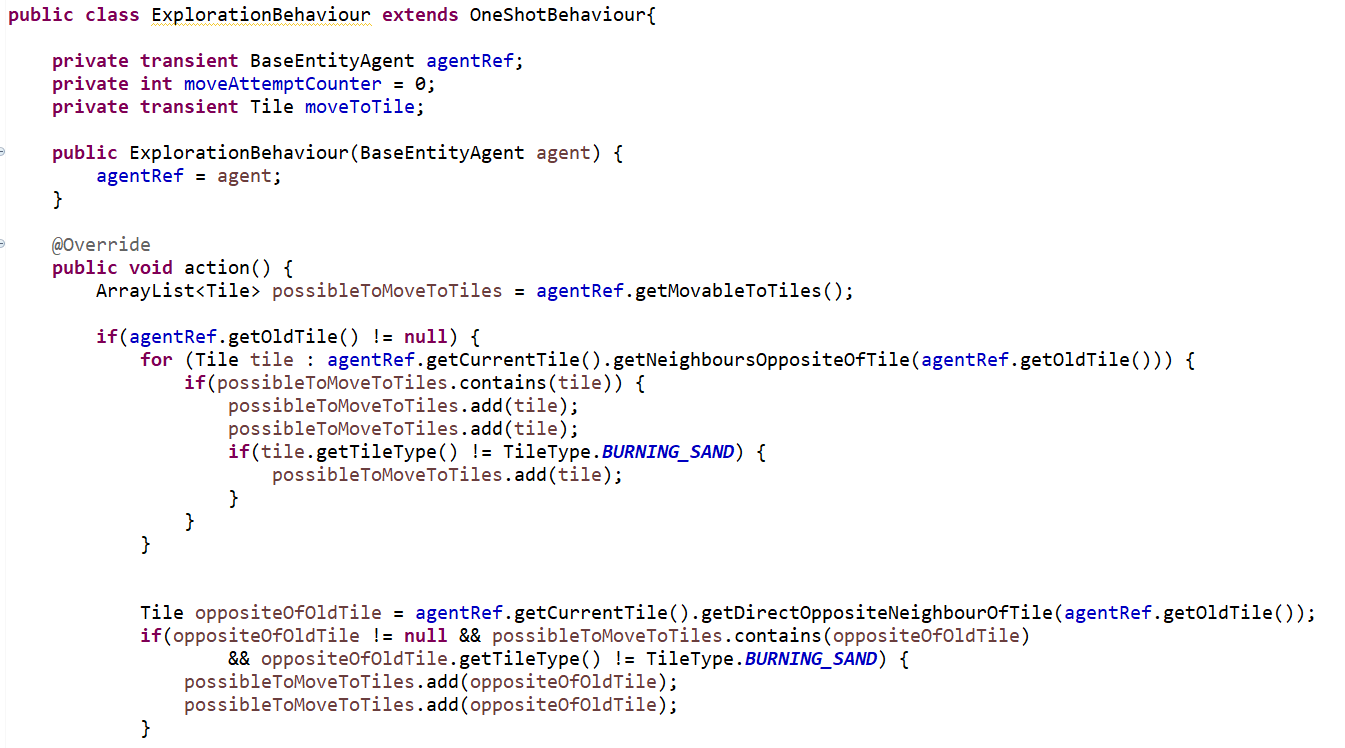 public class ExplorationBehaviour extends OneShotBehaviour{
private transient BaseEntityAgent agentRef;
private int moveAttemptCounter = 0;
private transient Tile moveToTile;
public ExplorationBehaviour(BaseEntityAgent agent) {
agentRef = agent;
}
@Override
public void action() {
ArrayList<Tile> possibleToMoveToTiles = agentRef.getMovableToTiles();
if(agentRef.getOldTile() != null) {
for (Tile tile : agentRef.getCurrentTile().getNeighboursOppositeOfTile(agentRef.getOldTile())) {
if(possibleToMoveToTiles.contains(tile)) {
possibleToMoveToTiles.add(tile);
possibleToMoveToTiles.add(tile);
if(tile.getTileType() != TileType.BURNING_SAND) {
possibleToMoveToTiles.add(tile);
}
}
}
Tile oppositeOfOldTile = agentRef.getCurrentTile().getDirectOppositeNeighbourOfTile(agentRef.getOldTile());
if(oppositeOfOldTile != null && possibleToMoveToTiles.contains(oppositeOfOldTile)
&& oppositeOfOldTile.getTileType() != TileType.BURNING_SAND) {
possibleToMoveToTiles.add(oppositeOfOldTile);
possibleToMoveToTiles.add(oppositeOfOldTile);
}